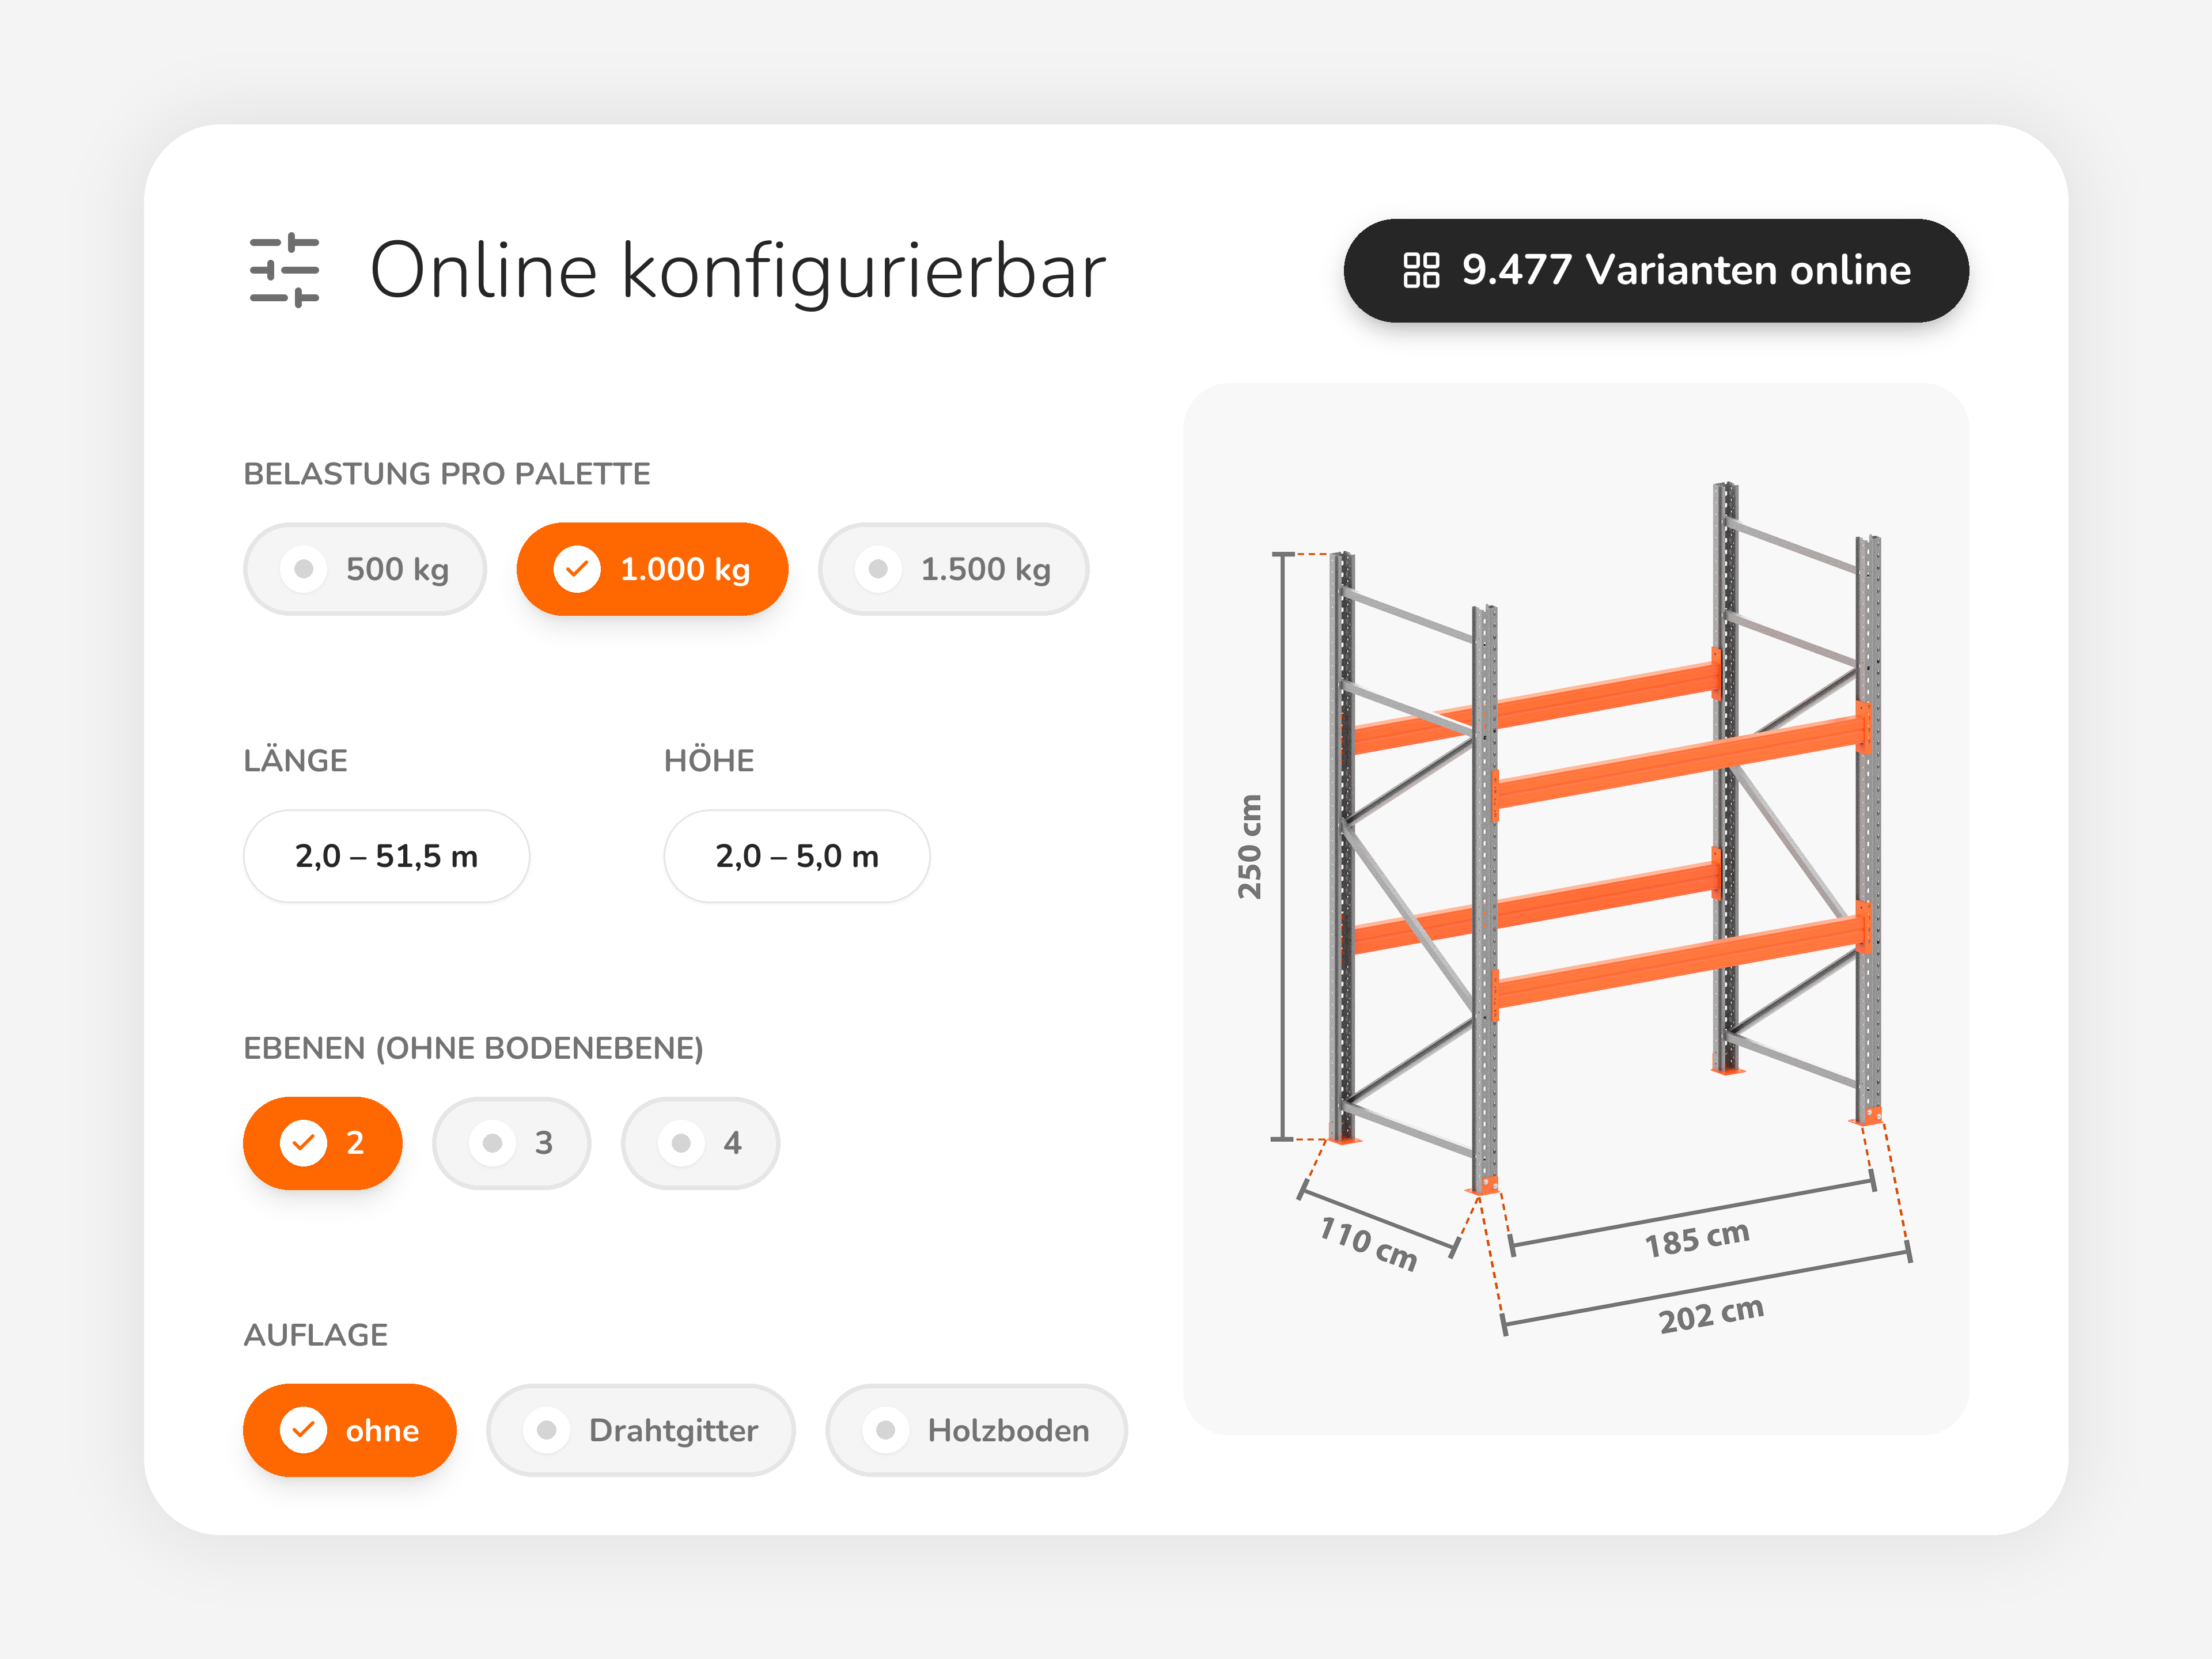 Online konfigurierbar
9.477 Varianten online
BELASTUNG PRO PALETTE
500 kg
1.000 kg
1.500 kg
LÄNGE
HÖHE
2,0 – 51,5 m
2,0 – 5,0 m
EBENEN (OHNE BODENEBENE)
2
3
4
AUFLAGE
ohne
Drahtgitter
Holzboden
250 cm
110 cm
185 cm
202 cm